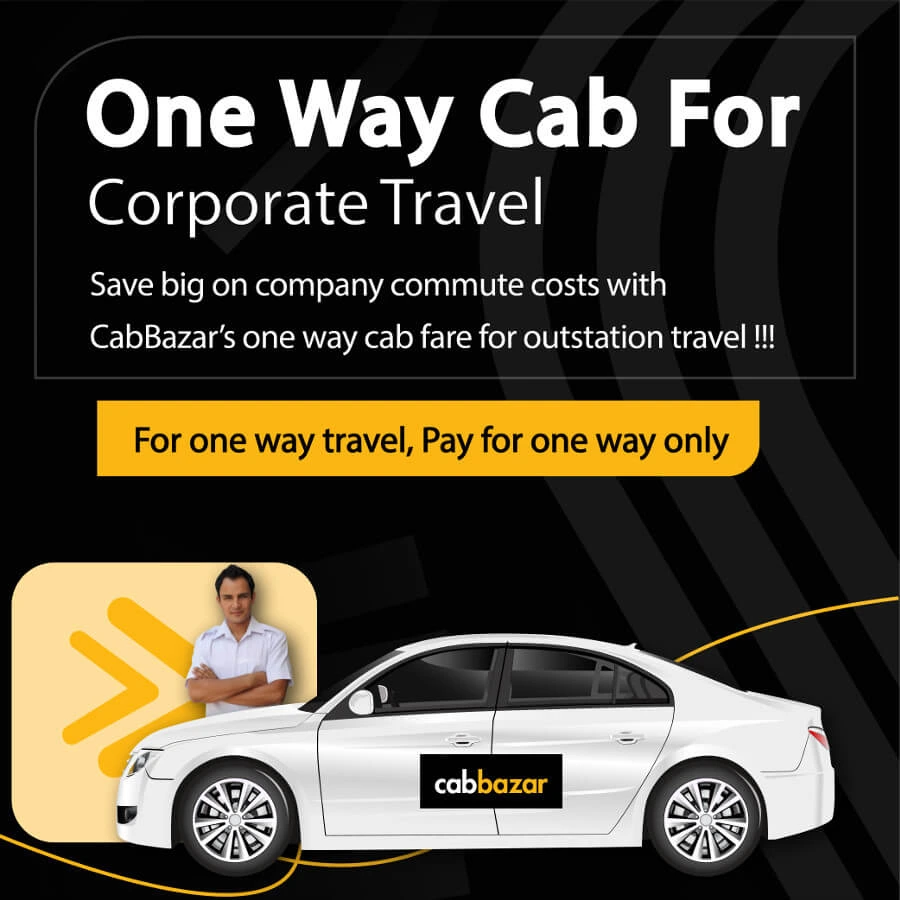 One Way Cab For
Corporate Travel
Save big on company commute costs with
CabBazar’s one way cab fare for outstation travel !!!
For one way travel, Pay for one way only
cabbazar